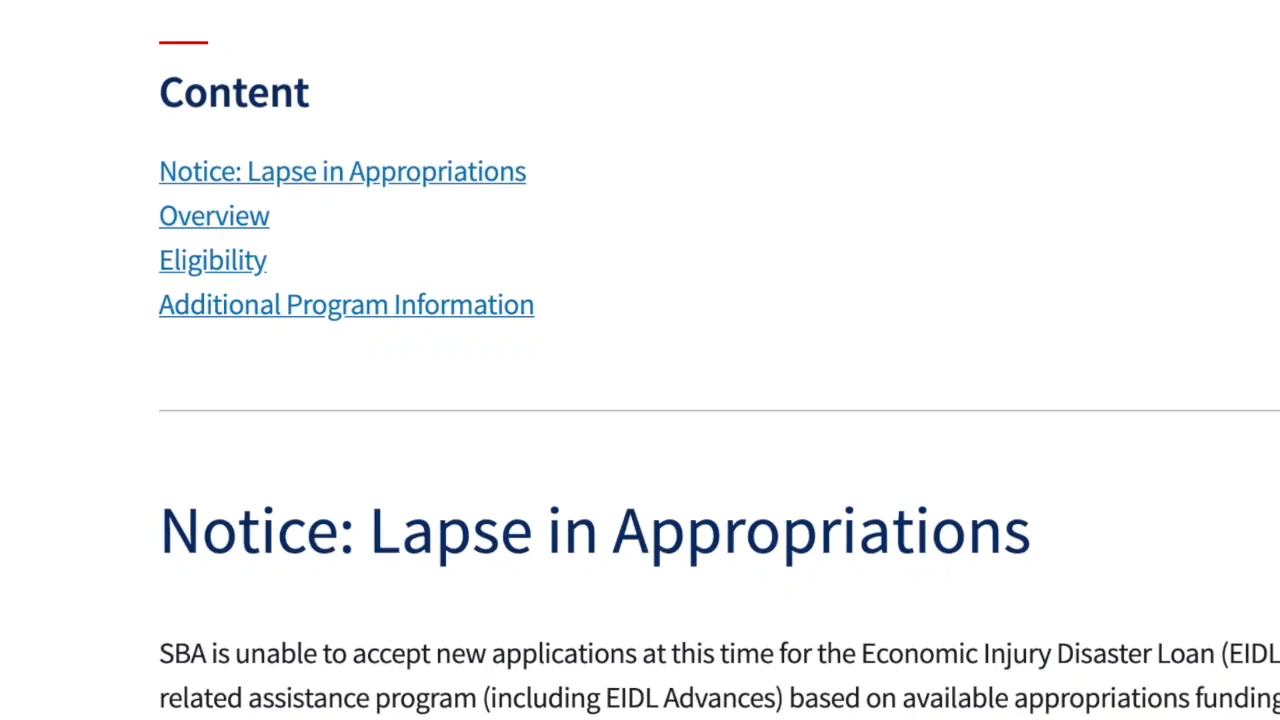 Content
Notice: Lapse in Appropriations
Overview
Eligibility
Additional Program Information
Notice: Lapse in Appropriations
SBA is unable to accept new applications at this time for the Economic Injury Disaster Loan (EIDL
related assistance program (including EIDL Advances) based on available appropriations funding